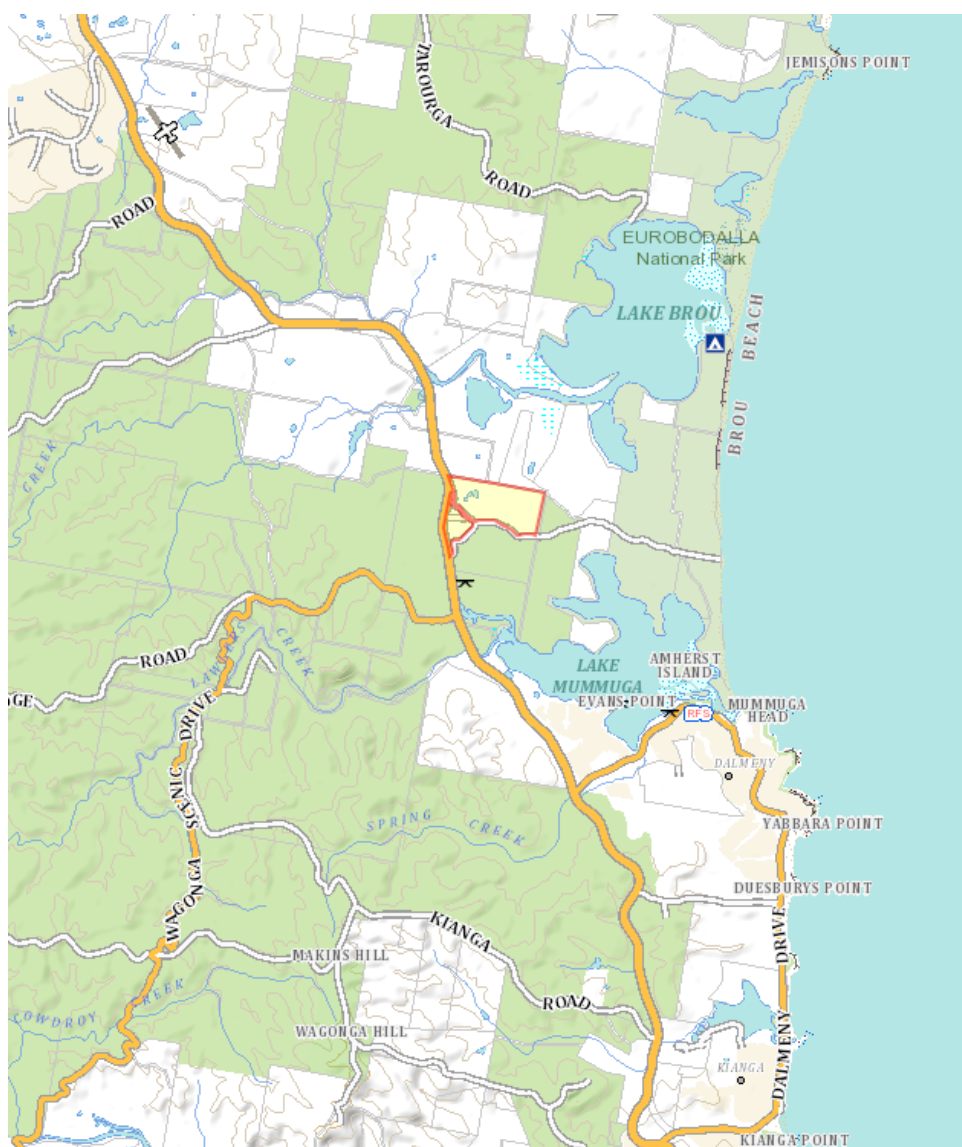 JEMISONS POINT
TAROURGA
ROAD
ROAD
EUROBODALLA
National Park
LAKE BROU
BROU BEACH
CREEK
LAKE
MUMMUGA
AMHERST
ISLAND
EVANS POINT
MUMMUGA
HEAD
RFS
DALMENY
ROAD
LAWLERS
CREEK
GE
WAGONGA SCENIC DRIVE
SPRING CREEK
YABBARA POINT
DUESBURYS POINT
KIANGA
ROAD
MAKINS HILL
COWDROY CREEK
WAGONGA HILL
DALMENY DRIVE
KIANGA
KIANGA POINT